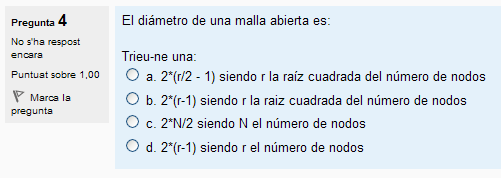 Pregunta 4
No s'ha respost
encara
Puntuat sobre 1,00
Marca la
pregunta
El diámetro de una malla abierta es:
Trieu-ne una:
a. 2*(r/2 - 1) siendo r la raíz cuadrada del número de nodos
b. 2*(r-1) siendo r la raiz cuadrada del número de nodos
c. 2*N/2 siendo N el número de nodos
d. 2*(r-1) siendo r el número de nodos